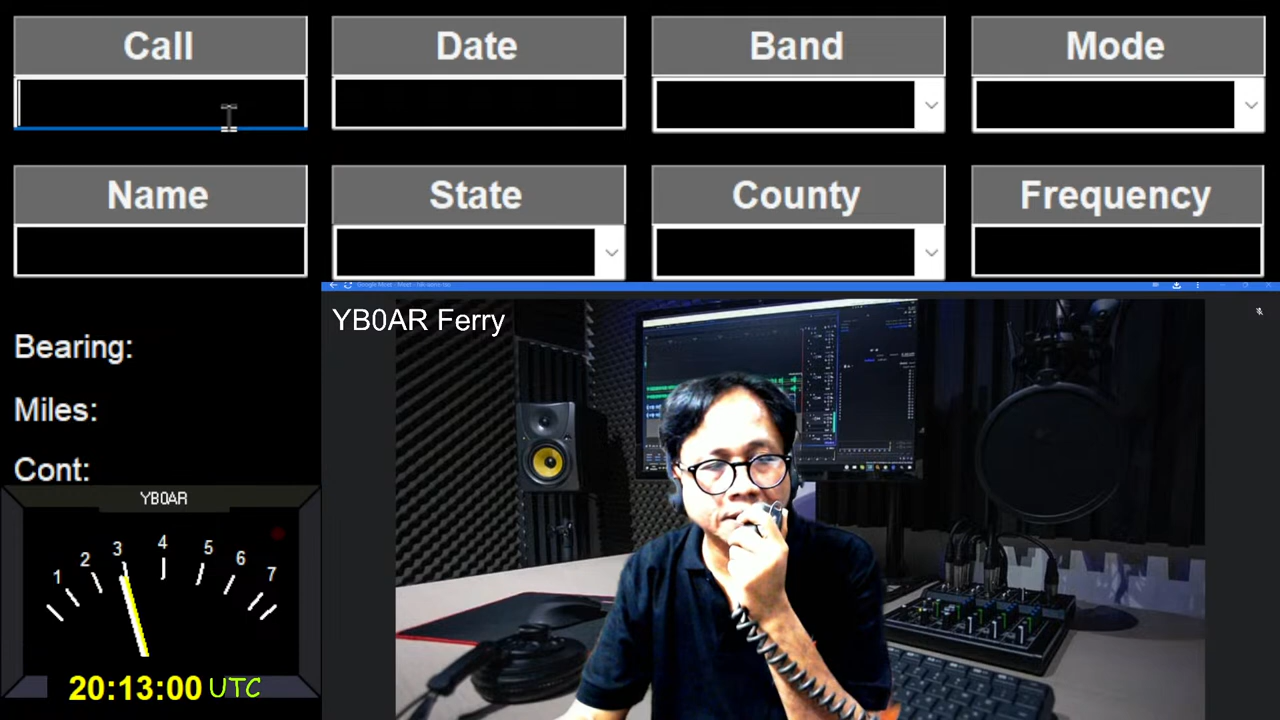 Call Date Band Mode
Name State County Frequency
Bearing:
Miles:
Cont:
YB0AR Ferry
YB0AR
1 2 3 4 5 6 7
20:13:00 UTC